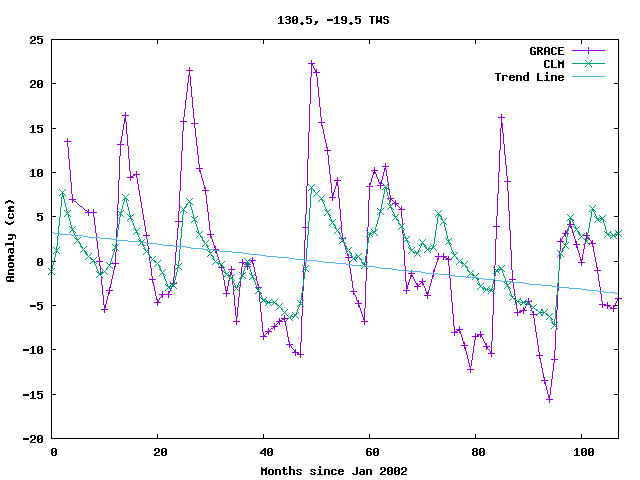 130.5, -19.5 TWS
GRACE
CLM
Trend Line
25
20
15
10
5
0
-5
-10
-15
-20
Anomaly (cm)
0 20 40 60 80 100
Months since Jan 2002